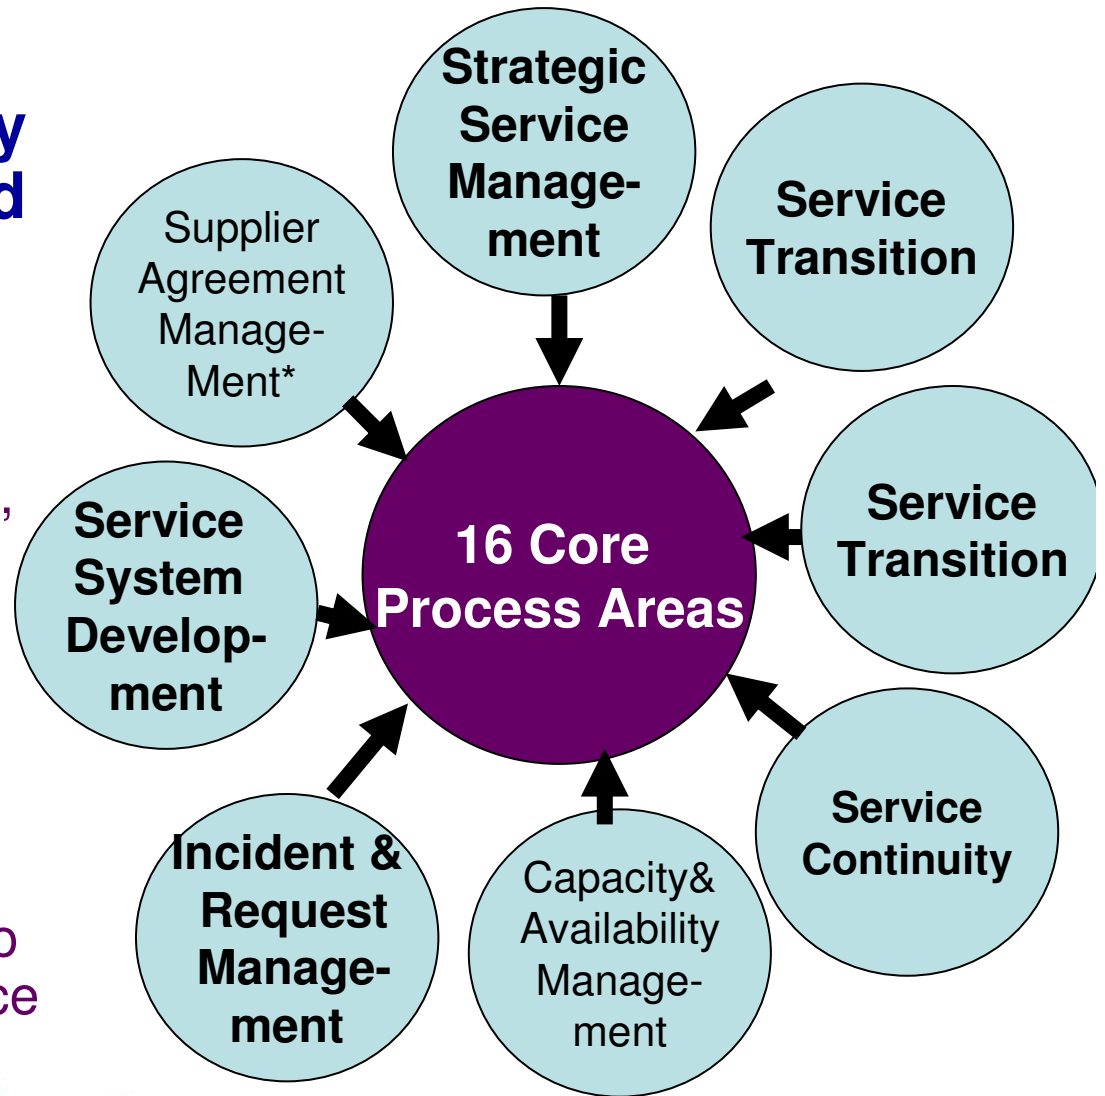 y
d
,
o
ce
Strategic
Service
Manage-
ment
Service
Transition
Supplier
Agreement
Manage-
Ment*
Service
Transition
16 Core
Process Areas
Service
System
Develop-
ment
Service
Continuity
Incident &
Request
Manage-
ment
Capacity&
Availability
Manage-
ment